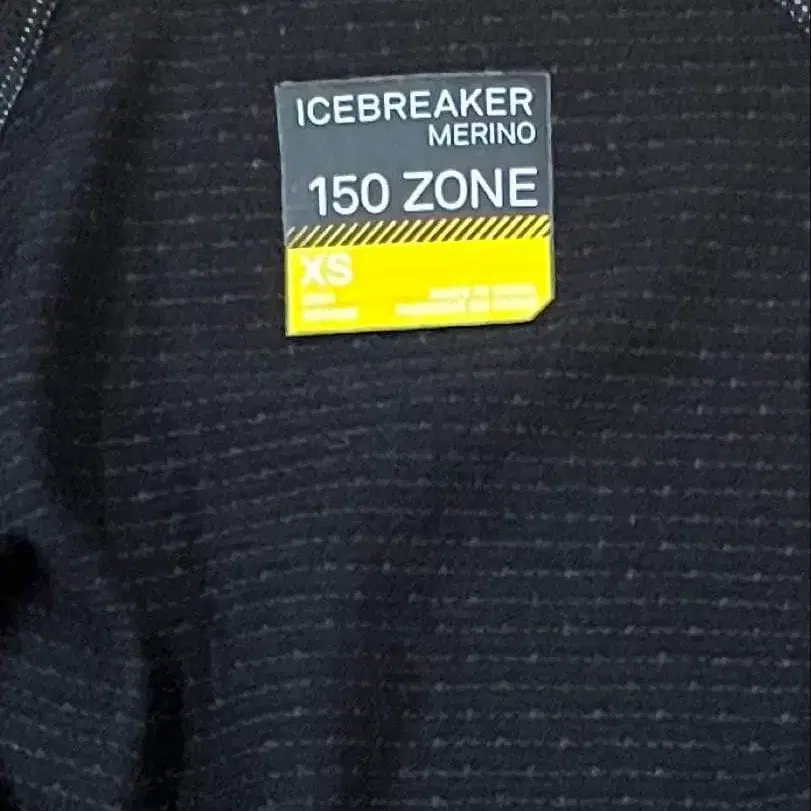 ICEBREAKER
MERINO
150 ZONE
XS